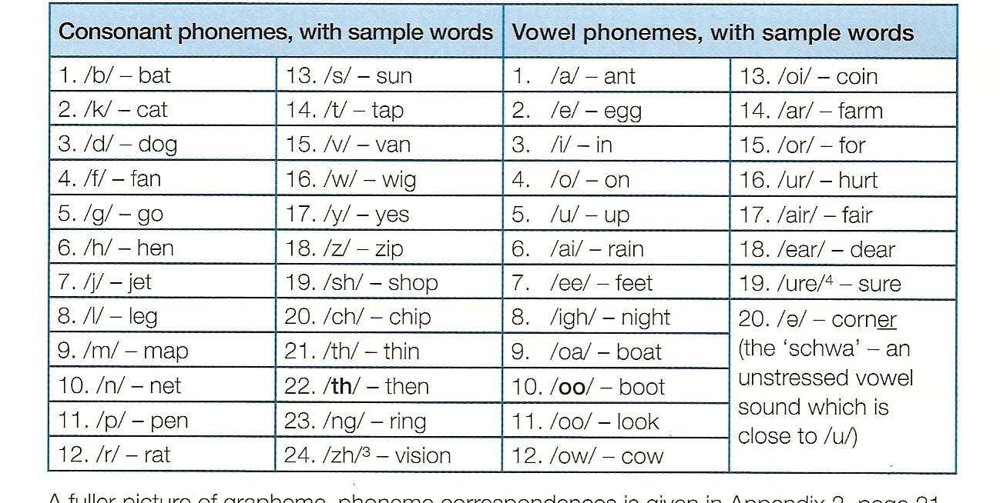 Consonant phonemes, with sample words Vowel phonemes, with sample words
1. /b/ – bat 13. /s/ – sun 1. /a/ – ant 13. /oi/ – coin
2. /k/ – cat 14. /t/ – tap 2. /e/ – egg 14. /ar/ – farm
3. /d/ – dog 15. /v/ – van 3. /i/ – in 15. /or/ – for
4. /f/ – fan 16. /w/ – wig 4. /o/ – on 16. /ur/ – hurt
5. /g/ – go 17. /y/ – yes 5. /u/ – up 17. /air/ – fair
6. /h/ – hen 18. /z/ – zip 6. /ai/ – rain 18. /ear/ – dear
7. /j/ – jet 19. /sh/ – shop 7. /ee/ – feet 19. /ure/⁴ – sure
8. /l/ – leg 20. /ch/ – chip 8. /igh/ – night 20. /ə/ – corner
9. /m/ – map 21. /th/ – thin 9. /oa/ – boat (the ‘schwa’ – an
10. /n/ – net 22. /th/ – then 10. /oo/ – boot unstressed vowel
11. /p/ – pen 23. /ng/ – ring 11. /oo/ – look sound which is
12. /r/ – rat 24. /zh/³ – vision 12. /ow/ – cow close to /u/)
A fuller picture of grapheme–phoneme correspondences is given in Appendix page 21